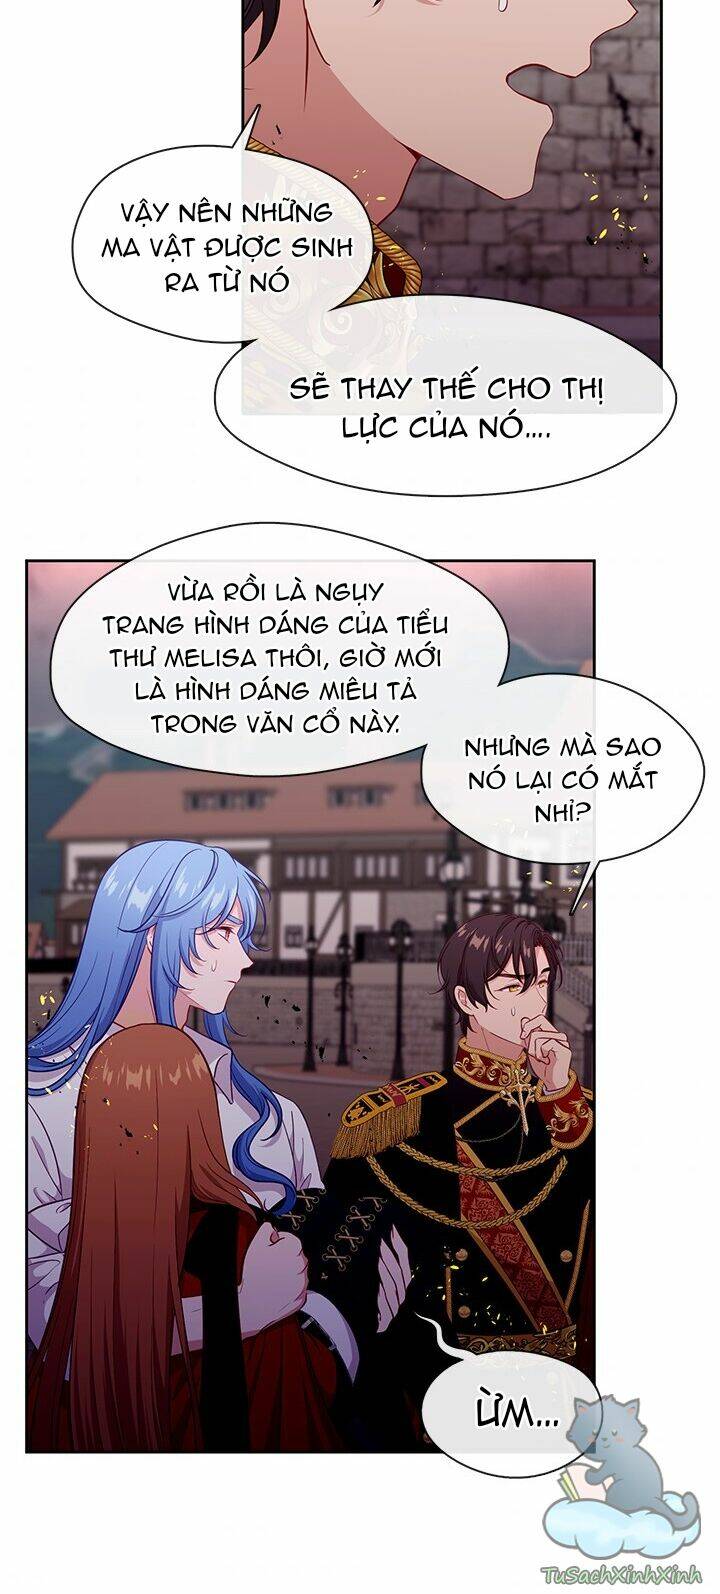 VẬY NÊN NHỮNG
MA VẬT ĐƯỢC SINH
RA TỪ NÓ
SẼ THAY THẾ CHO THỊ
LỰC CỦA NÓ....
VỪA RỒI LÀ NGỤY
TRANG HÌNH DÁNG CỦA TIỂU
THƯ MELISA THÔI, GIỜ MỚI
LÀ HÌNH DÁNG MIÊU TẢ
TRONG VĂN CỔ NÀY.
NHƯNG MÀ SAO
NÓ LẠI CÓ MẮT
NHỈ?
ỪM...
TuSachXinhXinh